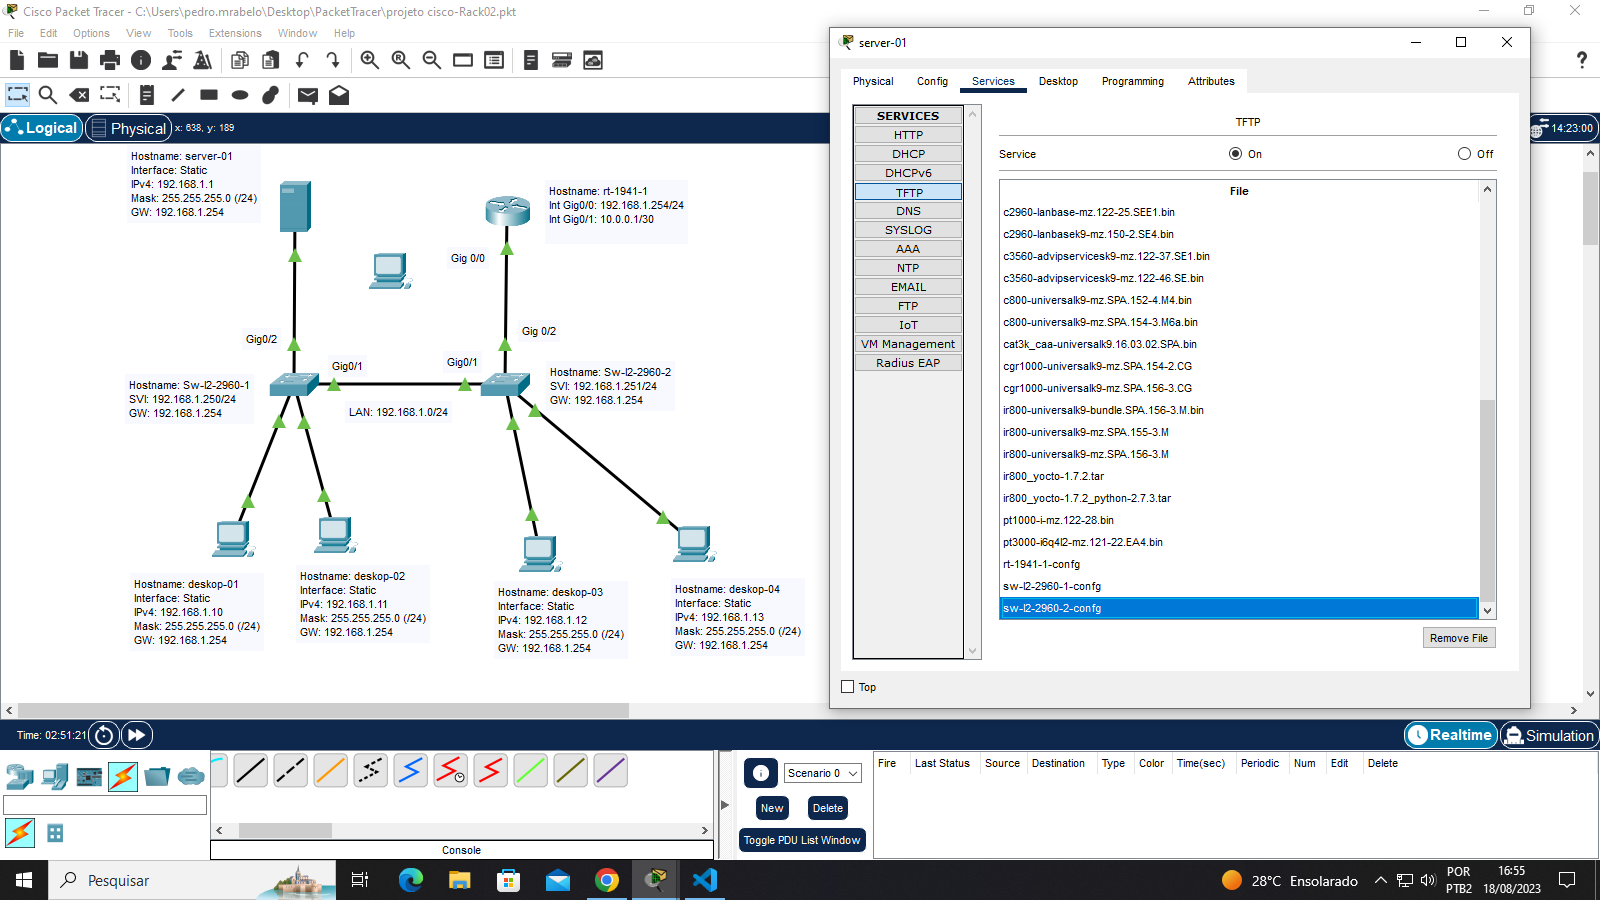 Cisco Packet Tracer - C:\Users\pedro.mrabelo\Desktop\PacketTracer\projeto cisco-Rack02.pkt
File Edit Options View Tools Extensions Window Help
Logical
Physical
x: 638, y: 189
14:23:00
Hostname: server-01
Interface: Static
IPv4: 192.168.1.1
Mask: 255.255.255.0 (/24)
GW: 192.168.1.254
Hostname: rt-1941-1
Int Gig0/0: 192.168.1.254/24
Int Gig0/1: 10.0.0.1/30
Gig 0/0
Gig 0/2
Gig0/2
Gig0/1
Gig0/1
Hostname: Sw-l2-2960-1
SVI: 192.168.1.250/24
GW: 192.168.1.254
LAN: 192.168.1.0/24
Hostname: Sw-l2-2960-2
SVI: 192.168.1.251/24
GW: 192.168.1.254
Hostname: deskop-01
Interface: Static
IPv4: 192.168.1.10
Mask: 255.255.255.0 (/24)
GW: 192.168.1.254
Hostname: deskop-02
Interface: Static
IPv4: 192.168.1.11
Mask: 255.255.255.0 (/24)
GW: 192.168.1.254
Hostname: deskop-03
Interface: Static
IPv4: 192.168.1.12
Mask: 255.255.255.0 (/24)
GW: 192.168.1.254
Hostname: deskop-04
Interface: Static
IPv4: 192.168.1.13
Mask: 255.255.255.0 (/24)
GW: 192.168.1.254
server-01
Physical Config Services Desktop Programming Attributes
SERVICES
HTTP
DHCP
DHCPv6
TFTP
DNS
SYSLOG
AAA
NTP
EMAIL
FTP
IoT
VM Management
Radius EAP
TFTP
Service On Off
File
c2960-lanbase-mz.122-25.SEE1.bin
c2960-lanbasek9-mz.150-2.SE4.bin
c3560-advipservicesk9-mz.122-37.SE1.bin
c3560-advipservicesk9-mz.122-46.SE.bin
c800-universalk9-mz.SPA.152-4.M4.bin
c800-universalk9-mz.SPA.154-3.M6a.bin
cat3k_caa-universalk9.16.03.02.SPA.bin
cgr1000-universalk9-mz.SPA.154-2.CG
cgr1000-universalk9-mz.SPA.156-3.CG
ir800-universalk9-bundle.SPA.156-3.M.bin
ir800-universalk9-mz.SPA.155-3.M
ir800-universalk9-mz.SPA.156-3.M
ir800_yocto-1.7.2.tar
ir800_yocto-1.7.2_python-2.7.3.tar
pt1000-i-mz.122-28.bin
pt3000-i6q4l2-mz.121-22.EA4.bin
rt-1941-1-confg
sw-l2-2960-1-confg
sw-l2-2960-2-confg
Remove File
Top
Time: 02:51:21
Realtime
Simulation
Scenario 0
New
Delete
Toggle PDU List Window
Fire Last Status Source Destination Type Color Time(sec) Periodic Num Edit Delete
Console
Pesquisar
28°C Ensolarado
POR
PTB2
16:55
18/08/2023